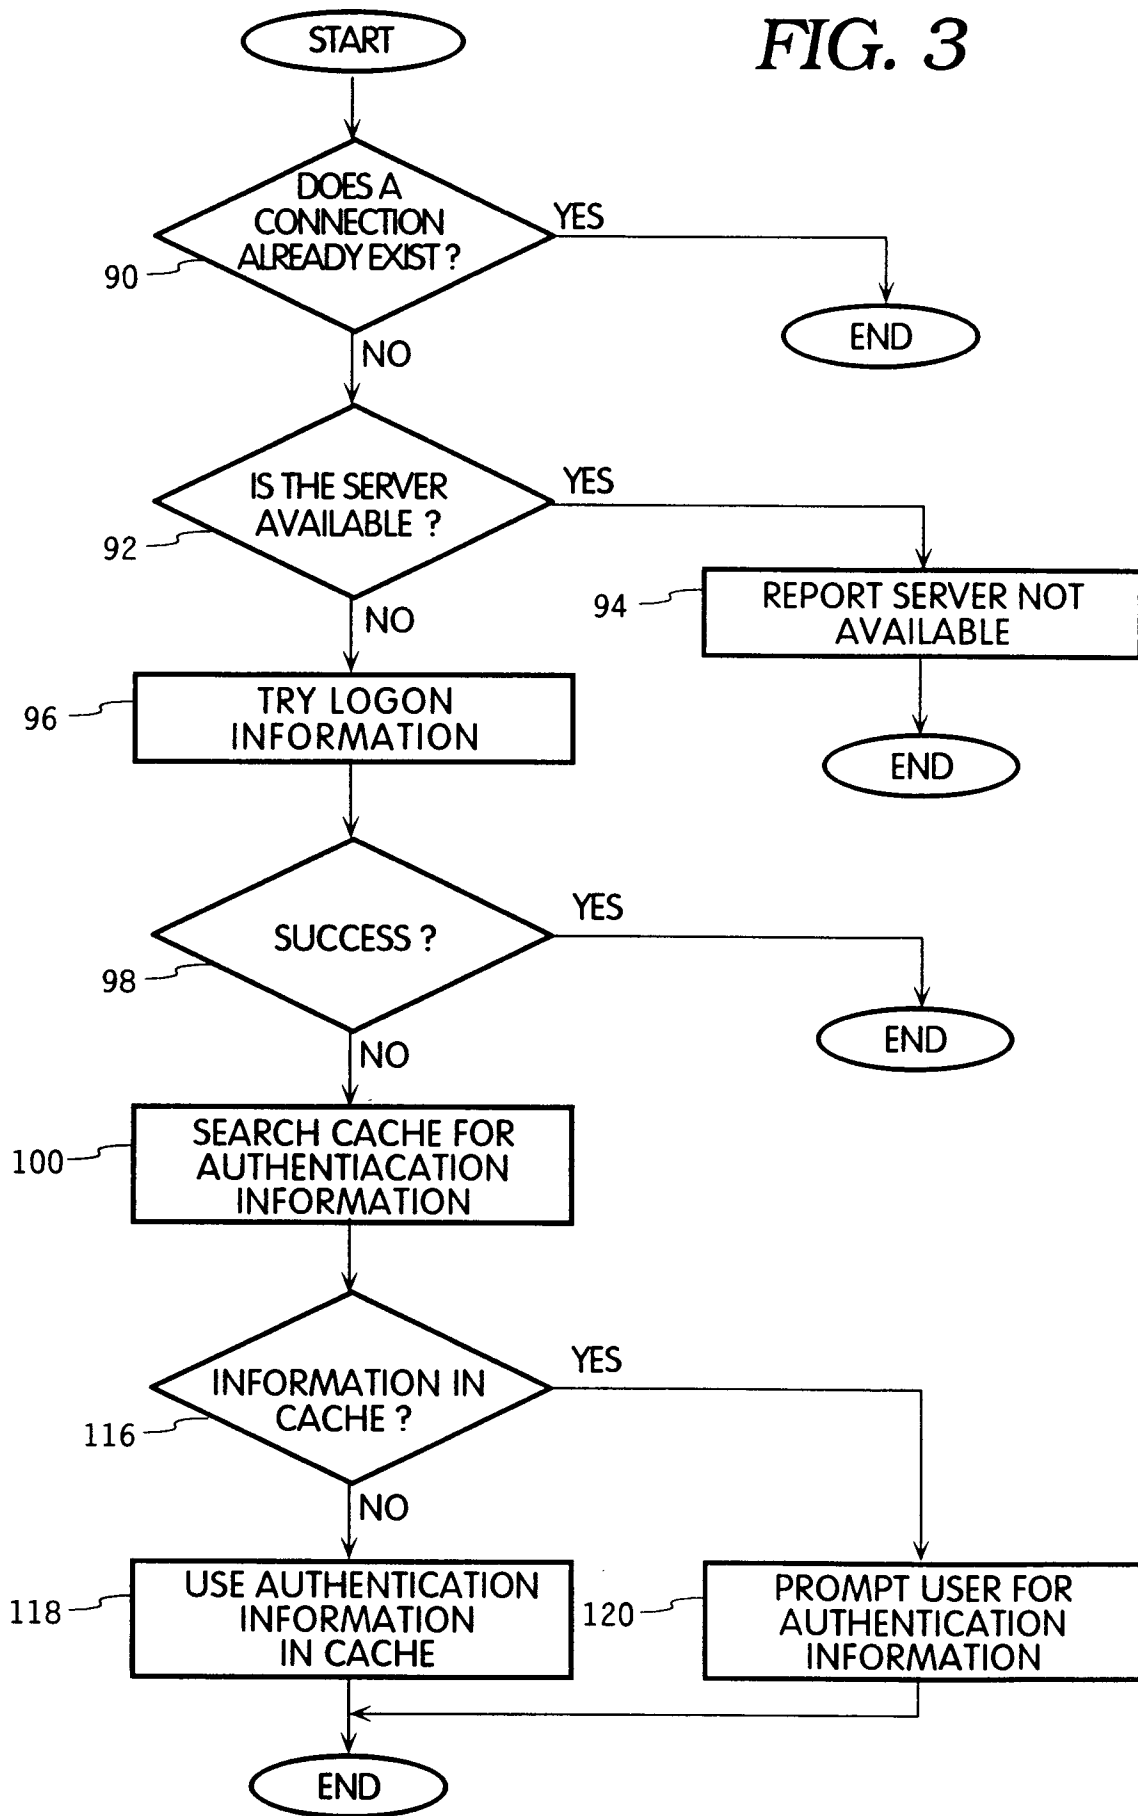 FIG. 3
START
DOES A
CONNECTION
ALREADY EXIST ?
YES
90
END
NO
IS THE SERVER
AVAILABLE ?
YES
92
NO
94
REPORT SERVER NOT
AVAILABLE
96
TRY LOGON
INFORMATION
END
SUCCESS ?
YES
98
END
NO
100
SEARCH CACHE FOR
AUTHENTIACATION
INFORMATION
INFORMATION IN
CACHE ?
YES
116
NO
118
USE AUTHENTICATION
INFORMATION
IN CACHE
120
PROMPT USER FOR
AUTHENTICATION
INFORMATION
END